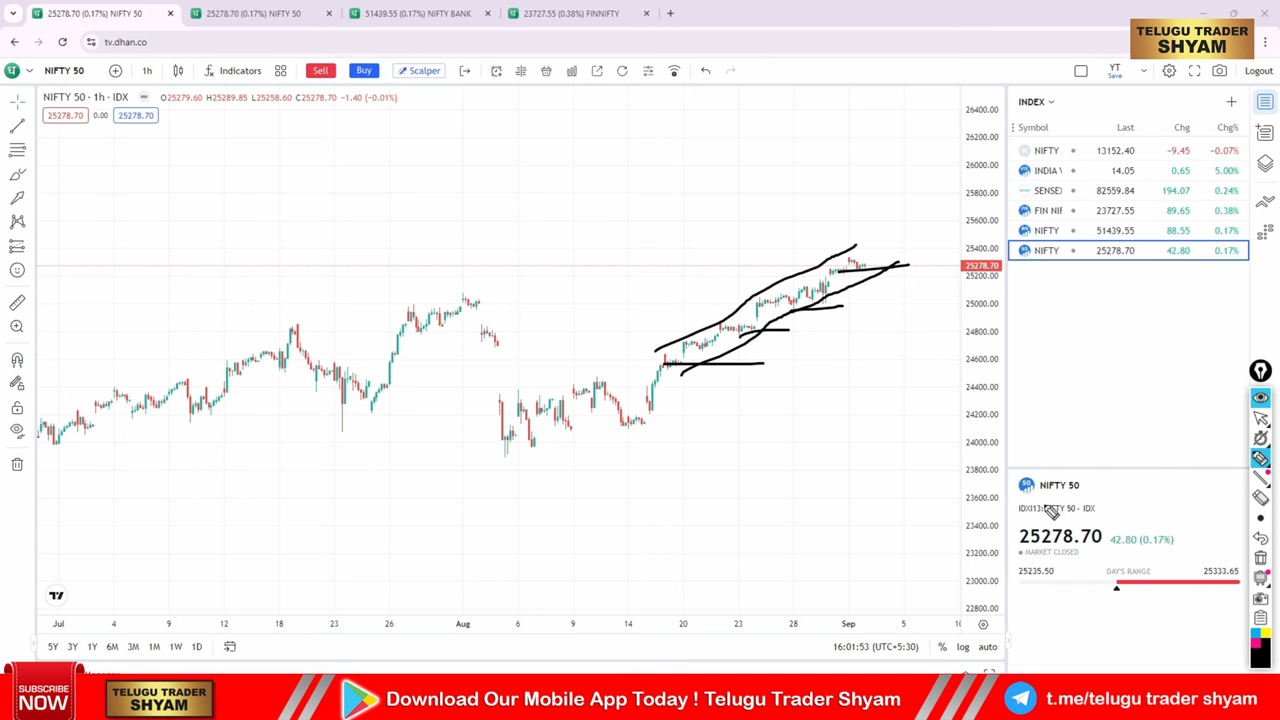 25278.70 (0.17%) NIFTY 50
25278.70 (0.17%) NIFTY 50
51439.55 (0.17%) NIFTY BANK
23727.55 (0.38%) FINNIFTY
tv.dhan.co
TELUGU TRADER
SHYAM
NIFTY 50
1h
Indicators
Sell
Buy
Scalper
YT
Save
Logout
NIFTY 50 · 1h · IDX
O25279.60 H25289.85 L25258.60 C25278.70 −1.40 (−0.01%)
25278.70
0.00
25278.70
26400.00
26200.00
26000.00
25800.00
25600.00
25400.00
25278.70
25200.00
25000.00
24800.00
24600.00
24400.00
24200.00
24000.00
23800.00
23600.00
23400.00
23200.00
23000.00
22800.00
Jul
4
9
12
18
23
26
Aug
6
9
14
20
23
28
Sep
5
INDEX
Symbol Last Chg Chg%
NIFTY 13152.40 −9.45 −0.07%
INDIA 14.05 0.65 5.00%
SENSE 82559.84 194.07 0.24%
FIN NI 23727.55 89.65 0.38%
NIFTY 51439.55 88.55 0.17%
NIFTY 25278.70 42.80 0.17%
50
NIFTY 50
50 - IDX
25278.70 42.80 (0.17%)
MARKET CLOSED
25235.50 DAY'S RANGE 25333.65
5Y 3Y 1Y 6M 3M 1M 1W 1D
16:01:53 (UTC+5:30)
% log auto
SUBSCRIBE
NOW
TELUGU TRADER
SHYAM
Download Our Mobile App Today ! Telugu Trader Shyam
t.me/telugu trader shyam